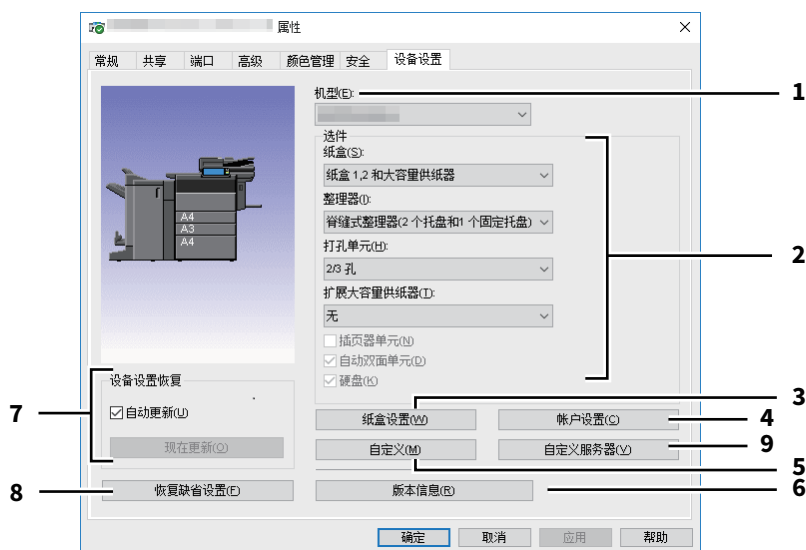 属性
常规 共享 端口 高级 颜色管理 安全 设备设置
机型(E):
1
选件
纸盒(S):
纸盒 1,2 和大容量供纸器
整理器(I):
脊缝式整理器(2 个托盘和1 个固定托盘)
打孔单元(H):
2/3 孔
2
扩展大容量供纸器(T):
无
插页器单元(N)
自动双面单元(D)
硬盘(K)
A4
A3
A4
设备设置恢复
自动更新(U)
现在更新(O)
7
纸盒设置(W)
3
帐户设置(C)
4
自定义(M)
5
自定义服务器(V)
9
8
恢复缺省设置(F)
版本信息(R)
6
确定 取消 应用 帮助